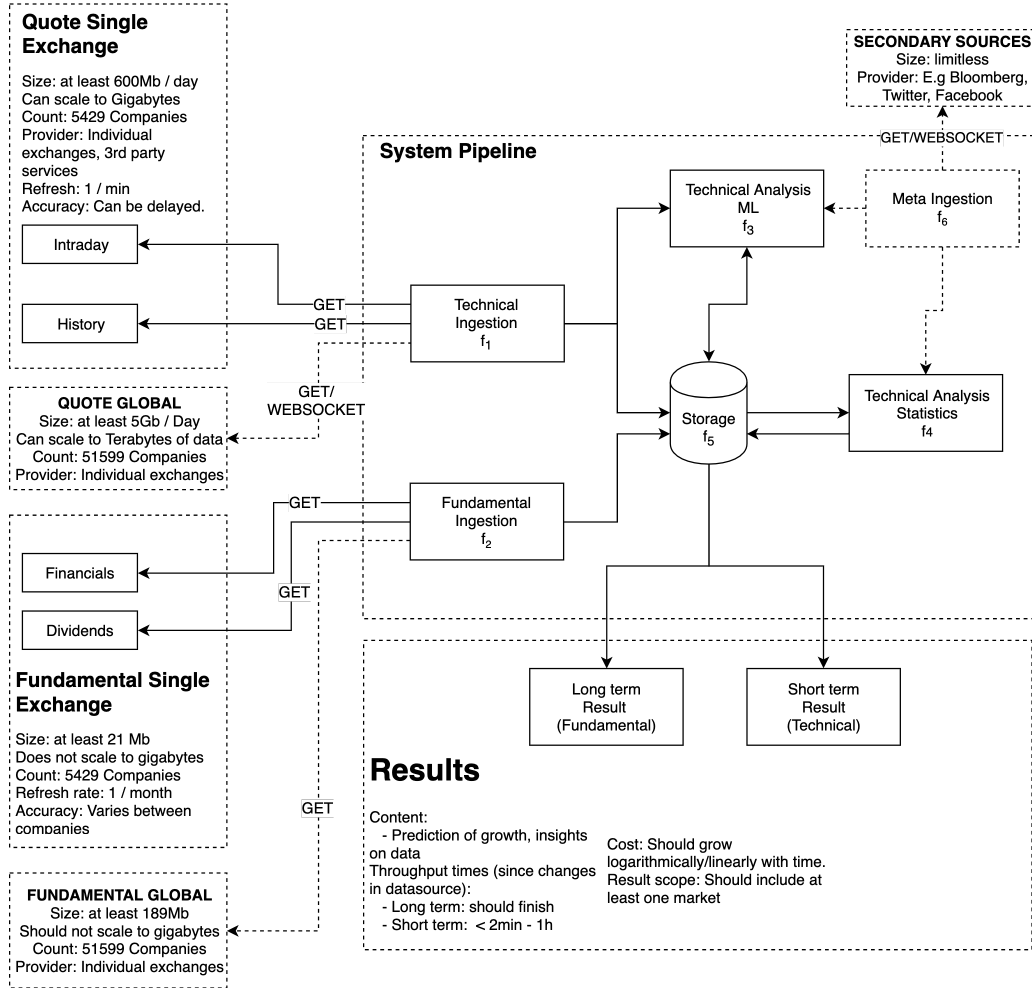 Quote Single
Exchange
Size: at least 600Mb / day
Can scale to Gigabytes
Count: 5429 Companies
Provider: Individual
exchanges, 3rd party
services
Refresh: 1 / min
Accuracy: Can be delayed.
Intraday
History
QUOTE GLOBAL
Size: at least 5Gb / Day
Can scale to Terabytes of data
Count: 51599 Companies
Provider: Individual exchanges
Financials
Dividends
Fundamental Single
Exchange
Size: at least 21 Mb
Does not scale to gigabytes
Count: 5429 Companies
Refresh rate: 1 / month
Accuracy: Varies between
companies
FUNDAMENTAL GLOBAL
Size: at least 189Mb
Should not scale to gigabytes
Count: 51599 Companies
Provider: Individual exchanges
GET
GET
GET/
WEBSOCKET
GET
GET
GET
System Pipeline
Technical
Ingestion
f1
Fundamental
Ingestion
f2
Technical Analysis
ML
f3
Storage
f5
Meta Ingestion
f6
Technical Analysis
Statistics
f4
SECONDARY SOURCES
Size: limitless
Provider: E.g Bloomberg,
Twitter, Facebook
GET/WEBSOCKET
Long term
Result
(Fundamental)
Short term
Result
(Technical)
Results
Content:
- Prediction of growth, insights
on data
Throughput times (since changes
in datasource):
- Long term: should finish
- Short term: < 2min - 1h
Cost: Should grow
logarithmically/linearly with time.
Result scope: Should include at
least one market